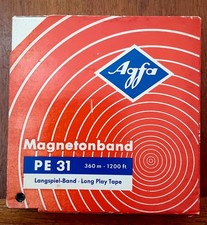 Agfa
Magnetonband
PE 31 360 m - 1200 ft
Langspiel-Band - Long Play Tape